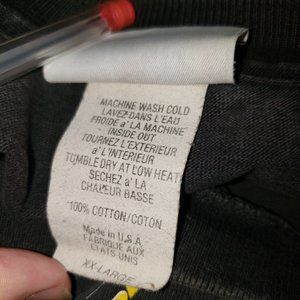 MACHINE WASH COLD
LAVEZ DANS L'EAU
FROIDE a' LA MACHINE
INSIDE OUT
TOURNEZ L'EXTERIEUR
a' L'INTERIEUR
TUMBLE DRY AT LOW HEAT
SECHEZ a' LA
CHALEUR BASSE
100% COTTON/COTON
Made in U.S.A.
FABRIQUE AUX
ETATS UNIS
XX-LARGE